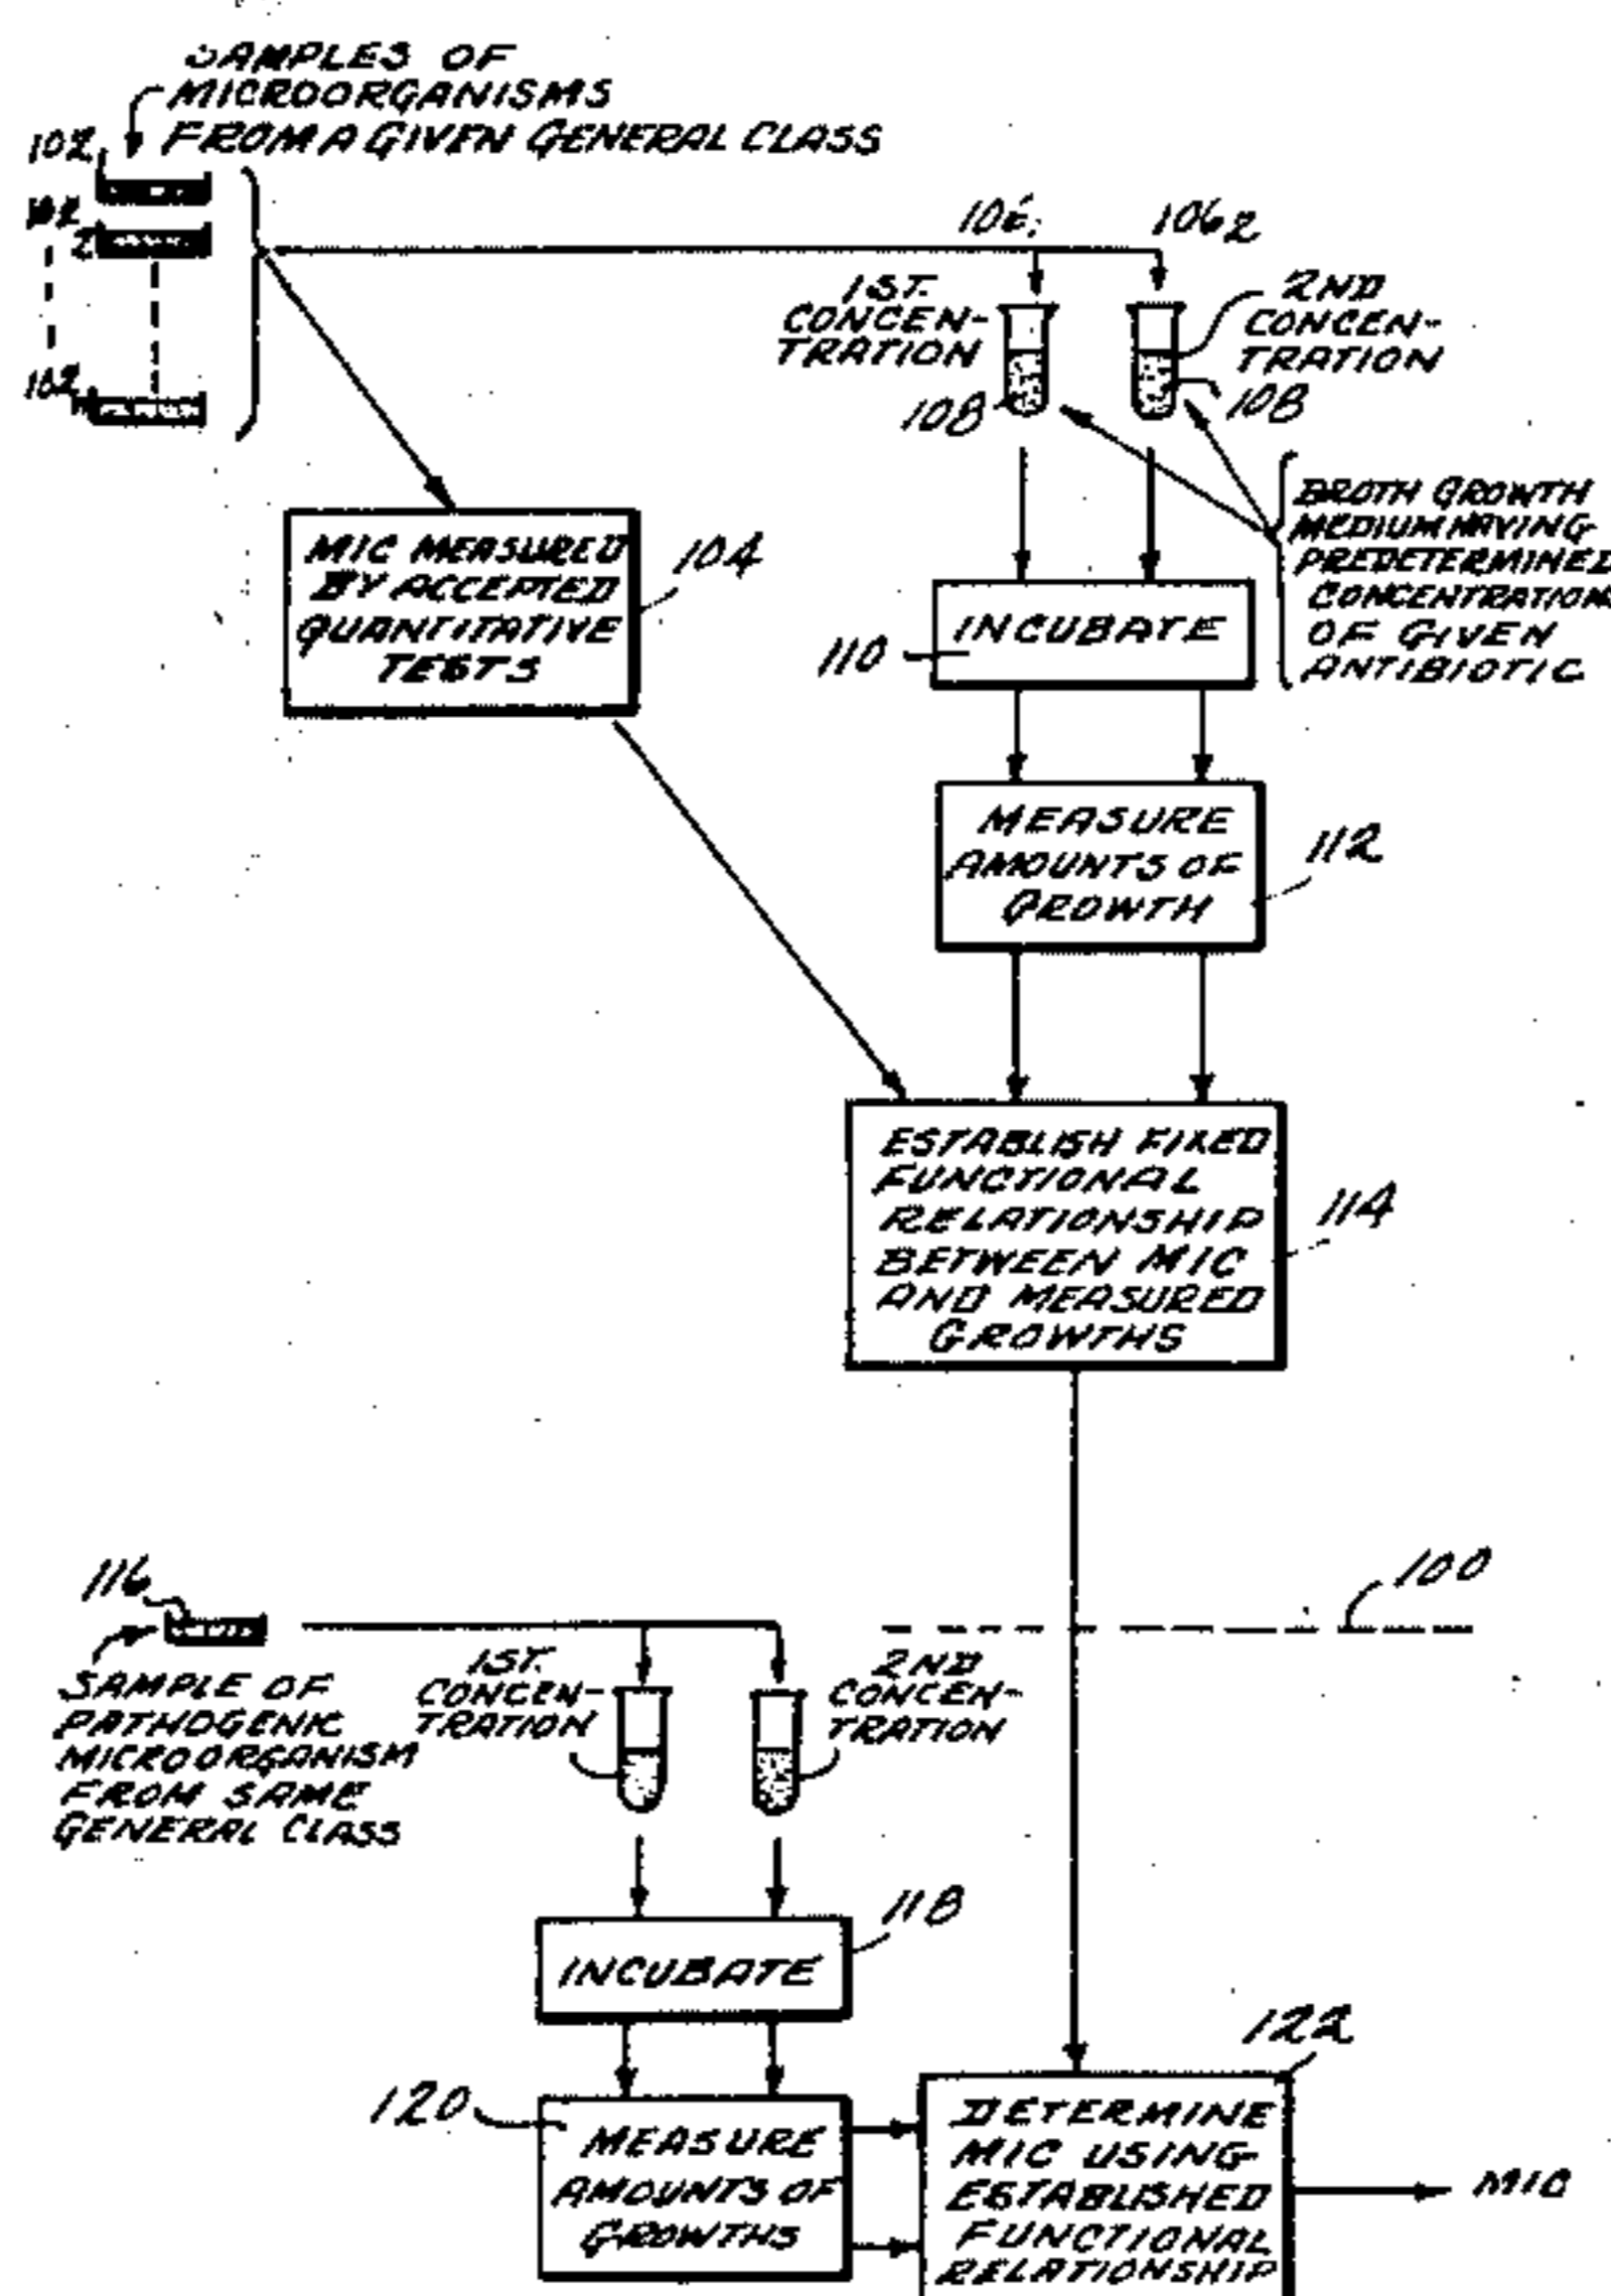 SAMPLES OF
MICROORGANISMS
FROM A GIVEN GENERAL CLASS
102
102
2
102
106
106 2
1ST.
CONCEN-
TRATION
108
2ND
CONCEN-
TRATION
108
BROTH GROWTH
MEDIUM HAVING
PREDETERMINED
CONCENTRATION
OF GIVEN
ANTIBIOTIC
MIC MEASURED
BY ACCEPTED
QUANTITATIVE
TESTS
104
INCUBATE
110
MEASURE
AMOUNTS OF
GROWTH
112
ESTABLISH FIXED
FUNCTIONAL
RELATIONSHIP
BETWEEN MIC
AND MEASURED
GROWTHS
114
100
116
SAMPLE OF
PATHOGENIC
MICROORGANISM
FROM SAME
GENERAL CLASS
1ST.
CONCEN-
TRATION
2ND
CONCEN-
TRATION
INCUBATE
118
120
MEASURE
AMOUNTS OF
GROWTHS
122
DETERMINE
MIC USING
ESTABLISHED
FUNCTIONAL
RELATIONSHIP
MIC